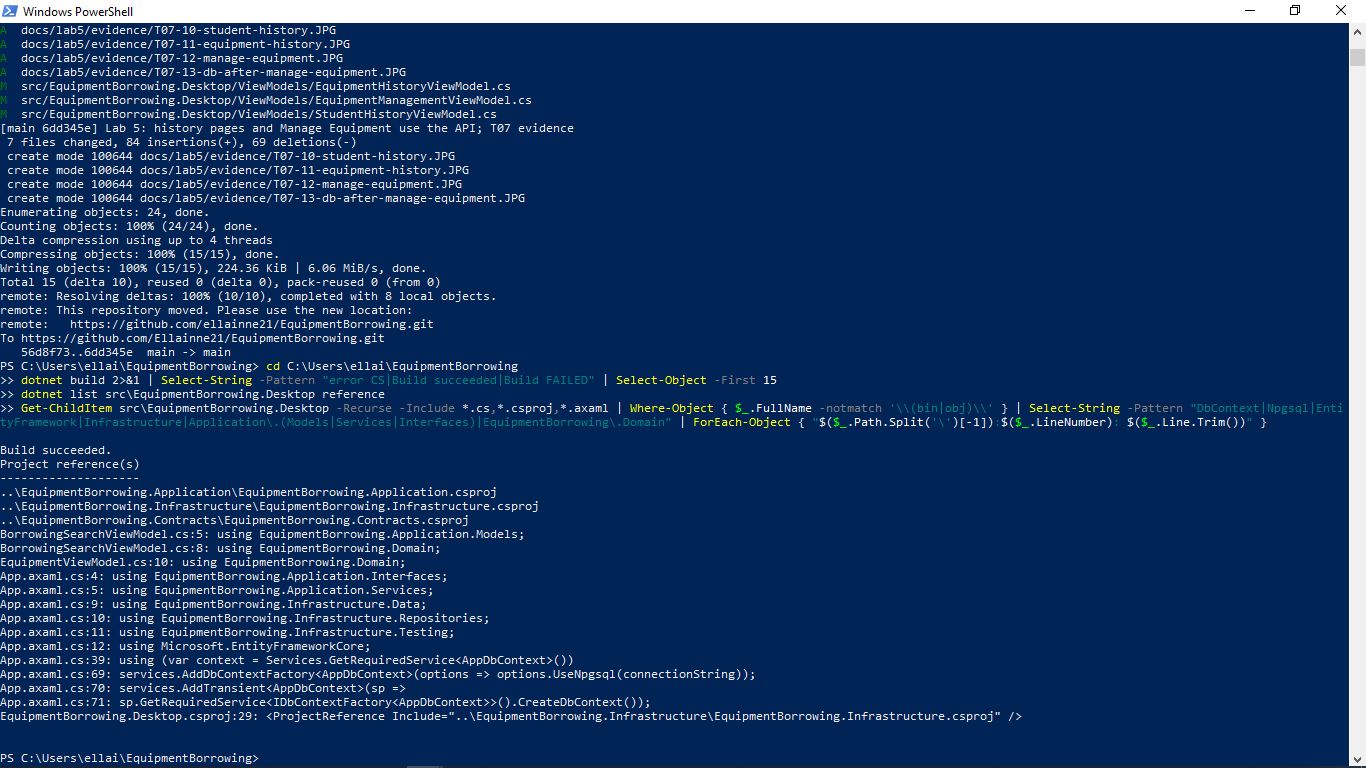 Windows PowerShell
A  docs/lab5/evidence/T07-10-student-history.JPG
A  docs/lab5/evidence/T07-11-equipment-history.JPG
A  docs/lab5/evidence/T07-12-manage-equipment.JPG
A  docs/lab5/evidence/T07-13-db-after-manage-equipment.JPG
M  src/EquipmentBorrowing.Desktop/ViewModels/EquipmentHistoryViewModel.cs
M  src/EquipmentBorrowing.Desktop/ViewModels/EquipmentManagementViewModel.cs
M  src/EquipmentBorrowing.Desktop/ViewModels/StudentHistoryViewModel.cs
[main 6dd345e] Lab 5: history pages and Manage Equipment use the API; T07 evidence
 7 files changed, 84 insertions(+), 69 deletions(-)
 create mode 100644 docs/lab5/evidence/T07-10-student-history.JPG
 create mode 100644 docs/lab5/evidence/T07-11-equipment-history.JPG
 create mode 100644 docs/lab5/evidence/T07-12-manage-equipment.JPG
 create mode 100644 docs/lab5/evidence/T07-13-db-after-manage-equipment.JPG
Enumerating objects: 24, done.
Counting objects: 100% (24/24), done.
Delta compression using up to 4 threads
Compressing objects: 100% (15/15), done.
Writing objects: 100% (15/15), 224.36 KiB | 6.06 MiB/s, done.
Total 15 (delta 10), reused 0 (delta 0), pack-reused 0 (from 0)
remote: Resolving deltas: 100% (10/10), completed with 8 local objects.
remote: This repository moved. Please use the new location:
remote:   https://github.com/ellainne21/EquipmentBorrowing.git
To https://github.com/Ellainne21/EquipmentBorrowing.git
   56d8f73..6dd345e  main -> main
PS C:\Users\ellai\EquipmentBorrowing> cd C:\Users\ellai\EquipmentBorrowing
>> dotnet build 2>&1 | Select-String -Pattern "error CS|Build succeeded|Build FAILED" | Select-Object -First 15
>> dotnet list src\EquipmentBorrowing.Desktop reference
>> Get-ChildItem src\EquipmentBorrowing.Desktop -Recurse -Include *.cs,*.csproj,*.axaml | Where-Object { $_.FullName -notmatch '\\(bin|obj)\\' } | Select-String -Pattern "DbContext|Npgsql|Enti
tyFramework|Infrastructure|Application\.(Models|Services|Interfaces)|EquipmentBorrowing\.Domain" | ForEach-Object { "$($_.Path.Split('\')[-1]):$($_.LineNumber): $($_.Line.Trim())" }
Build succeeded.
Project reference(s)
--------------------
..\EquipmentBorrowing.Application\EquipmentBorrowing.Application.csproj
..\EquipmentBorrowing.Infrastructure\EquipmentBorrowing.Infrastructure.csproj
..\EquipmentBorrowing.Contracts\EquipmentBorrowing.Contracts.csproj
BorrowingSearchViewModel.cs:5: using EquipmentBorrowing.Application.Models;
BorrowingSearchViewModel.cs:8: using EquipmentBorrowing.Domain;
EquipmentViewModel.cs:10: using EquipmentBorrowing.Domain;
App.axaml.cs:4: using EquipmentBorrowing.Application.Interfaces;
App.axaml.cs:5: using EquipmentBorrowing.Application.Services;
App.axaml.cs:9: using EquipmentBorrowing.Infrastructure.Data;
App.axaml.cs:10: using EquipmentBorrowing.Infrastructure.Repositories;
App.axaml.cs:11: using EquipmentBorrowing.Infrastructure.Testing;
App.axaml.cs:12: using Microsoft.EntityFrameworkCore;
App.axaml.cs:39: using (var context = Services.GetRequiredService<AppDbContext>())
App.axaml.cs:69: services.AddDbContextFactory<AppDbContext>(options => options.UseNpgsql(connectionString));
App.axaml.cs:70: services.AddTransient<AppDbContext>(sp =>
App.axaml.cs:71: sp.GetRequiredService<IDbContextFactory<AppDbContext>>().CreateDbContext());
EquipmentBorrowing.Desktop.csproj:29: <ProjectReference Include="..\EquipmentBorrowing.Infrastructure\EquipmentBorrowing.Infrastructure.csproj" />
PS C:\Users\ellai\EquipmentBorrowing>